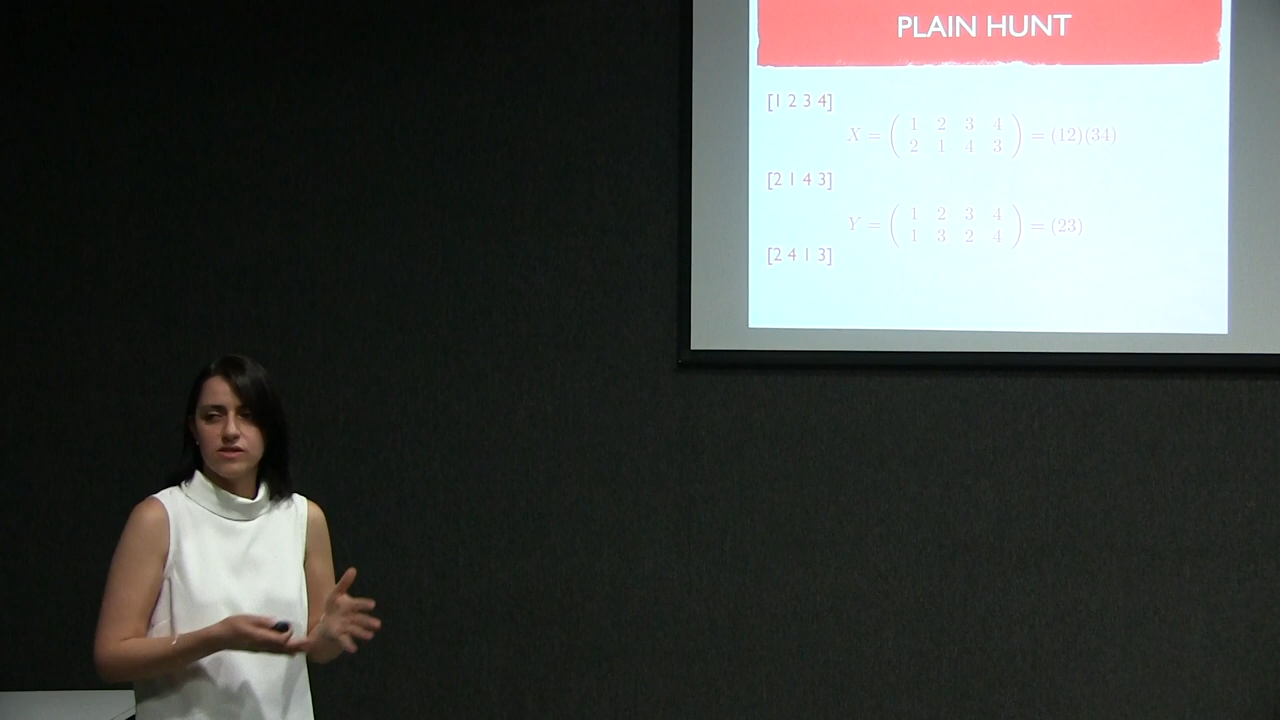 PLAIN HUNT
[1 2 3 4]
X = ( 1 2 3 4
2 1 4 3 ) = (12)(34)
[2 1 4 3]
Y = ( 1 2 3 4
1 3 2 4 ) = (23)
[2 4 1 3]